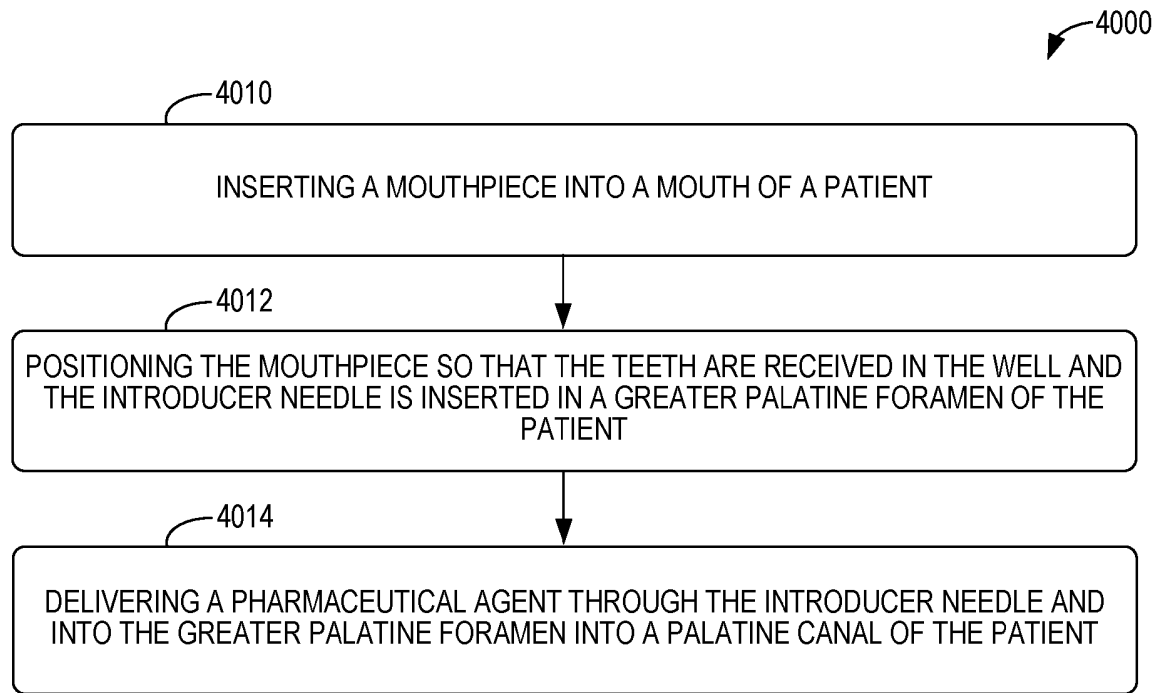 4000
4010
INSERTING A MOUTHPIECE INTO A MOUTH OF A PATIENT
4012
POSITIONING THE MOUTHPIECE SO THAT THE TEETH ARE RECEIVED IN THE WELL AND
THE INTRODUCER NEEDLE IS INSERTED IN A GREATER PALATINE FORAMEN OF THE
PATIENT
4014
DELIVERING A PHARMACEUTICAL AGENT THROUGH THE INTRODUCER NEEDLE AND
INTO THE GREATER PALATINE FORAMEN INTO A PALATINE CANAL OF THE PATIENT